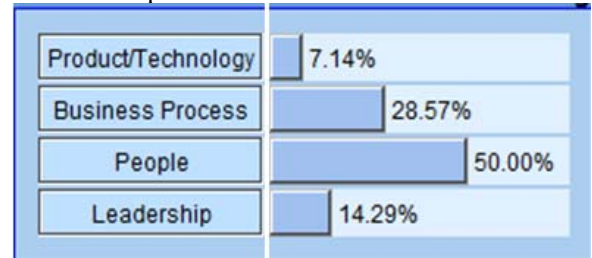 Product/Technology 7.14%
Business Process 28.57%
People 50.00%
Leadership 14.29%